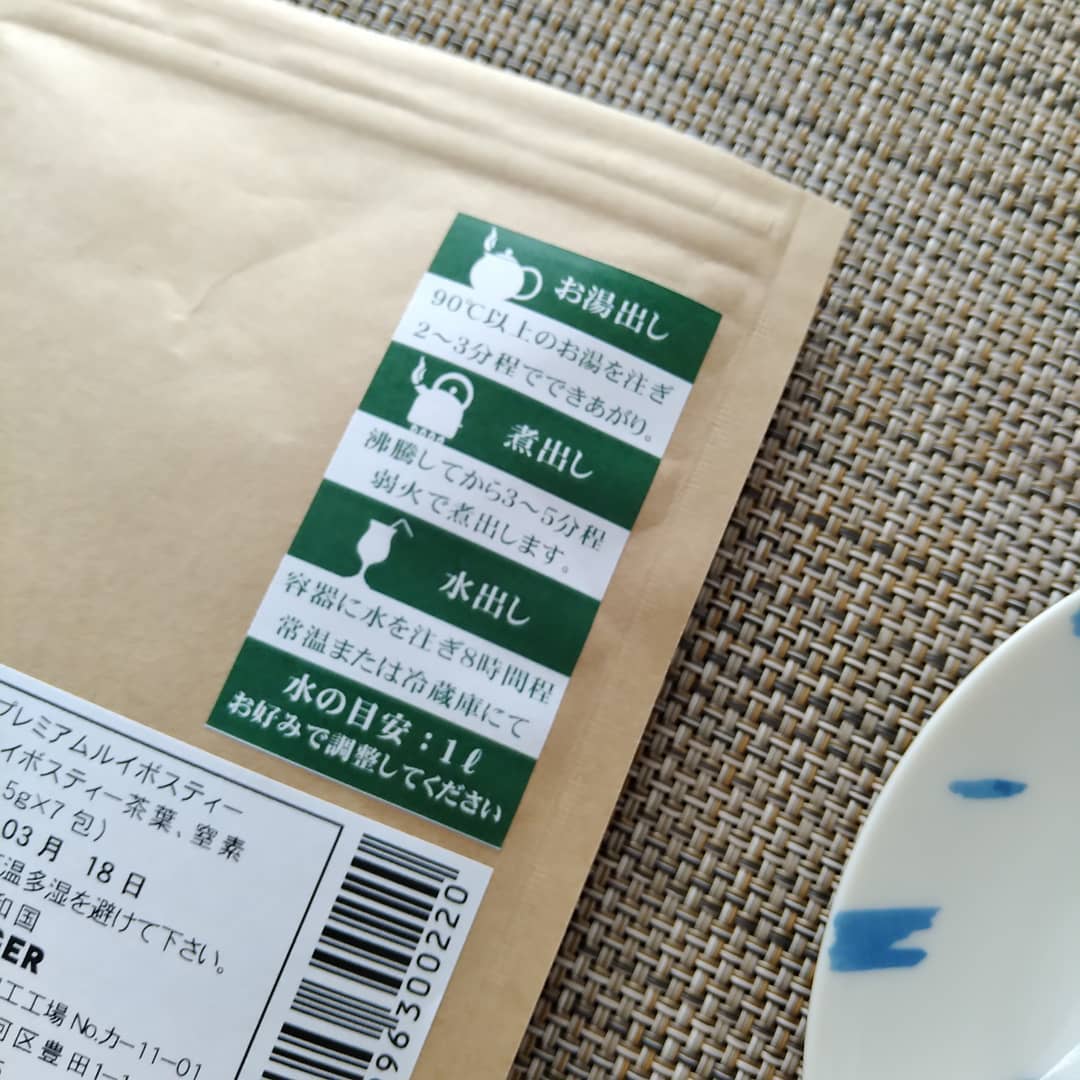 お湯出し
90℃以上のお湯を注ぎ
2〜3分程でできあがり。
煮出し
沸騰してから3〜5分程
弱火で煮出します。
水出し
容器に水を注ぎ8時間程
常温または冷蔵庫にて
水の目安：1ℓ
お好みで調整してください
プレミアムルイボスティー
イボスティー茶葉、窒素
5g×7包)
03月 18日
温多湿を避けて下さい。
和国
GER
工場No.カー11-01
区豊田1-1
96300220